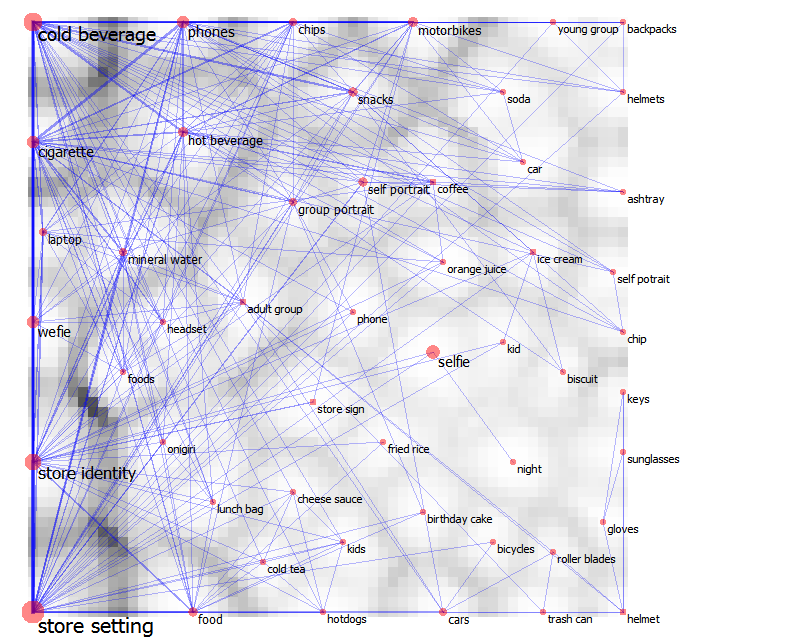 cold beverage
phones
chips
motorbikes
young group
backpacks
snacks
soda
helmets
cigarette
hot beverage
car
self portrait
coffee
ashtray
group portrait
laptop
mineral water
orange juice
ice cream
self potrait
adult group
phone
wefie
headset
selfie
kid
chip
foods
biscuit
store sign
keys
onigiri
fried rice
store identity
night
sunglasses
lunch bag
cheese sauce
birthday cake
gloves
kids
bicycles
cold tea
roller blades
store setting
food
hotdogs
cars
trash can
helmet